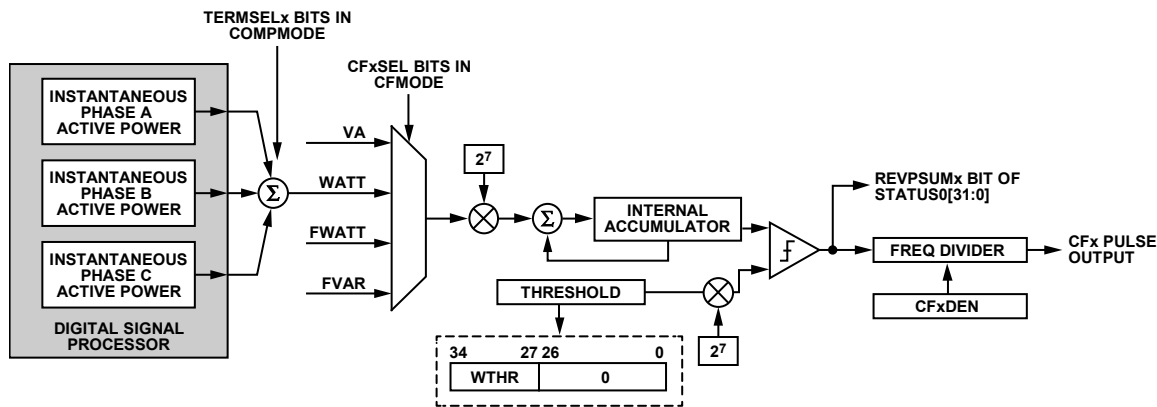 TERMSELx BITS IN
COMPMODE
CFxSEL BITS IN
CFMODE
INSTANTANEOUS
PHASE A
ACTIVE POWER
INSTANTANEOUS
PHASE B
ACTIVE POWER
INSTANTANEOUS
PHASE C
ACTIVE POWER
DIGITAL SIGNAL
PROCESSOR
Σ
VA
WATT
FWATT
FVAR
2⁷
Σ
INTERNAL
ACCUMULATOR
THRESHOLD
2⁷
34 27 26 0
WTHR 0
REVPSUMx BIT OF
STATUS0[31:0]
FREQ DIVIDER
CFx PULSE
OUTPUT
CFxDEN